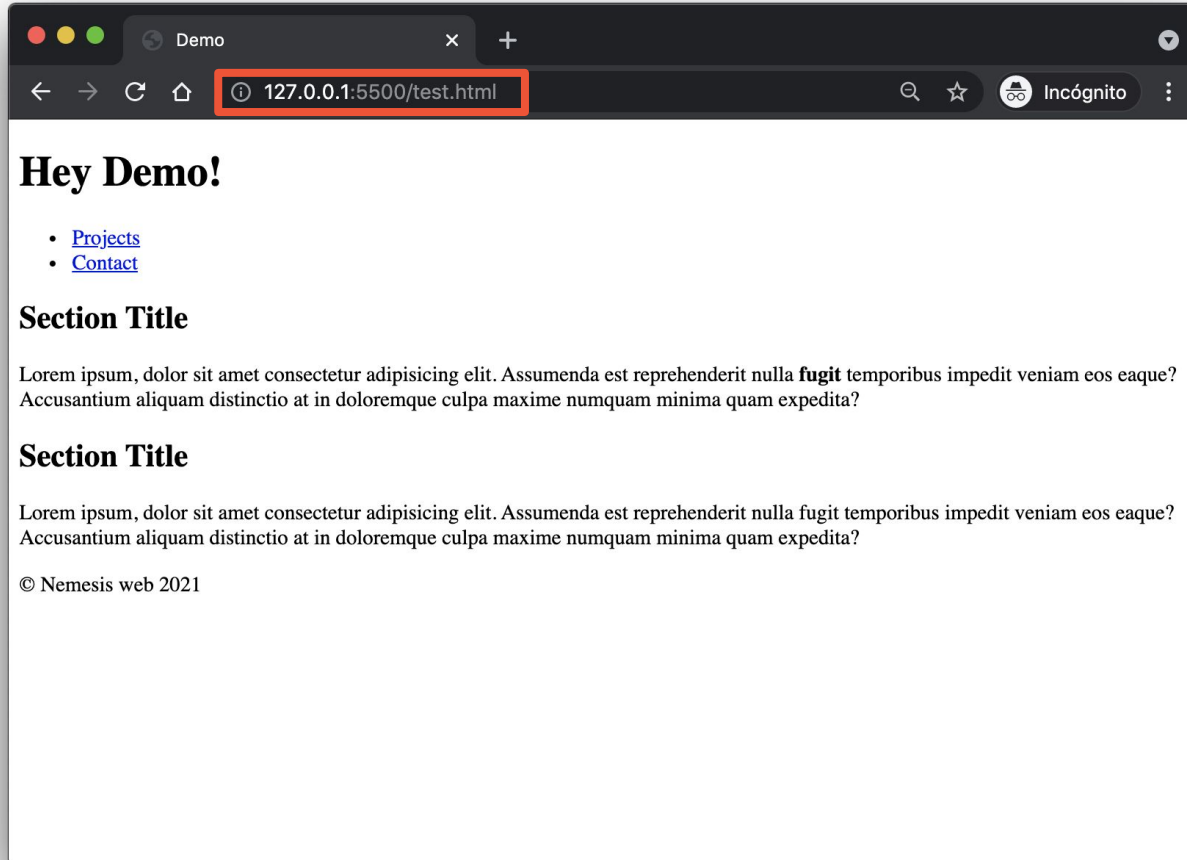 Demo
127.0.0.1:5500/test.html
Incógnito
Hey Demo!
Projects
Contact
Section Title
Lorem ipsum, dolor sit amet consectetur adipisicing elit. Assumenda est reprehenderit nulla fugit temporibus impedit veniam eos eaque?
Accusantium aliquam distinctio at in doloremque culpa maxime numquam minima quam expedita?
Section Title
Lorem ipsum, dolor sit amet consectetur adipisicing elit. Assumenda est reprehenderit nulla fugit temporibus impedit veniam eos eaque?
Accusantium aliquam distinctio at in doloremque culpa maxime numquam minima quam expedita?
© Nemesis web 2021